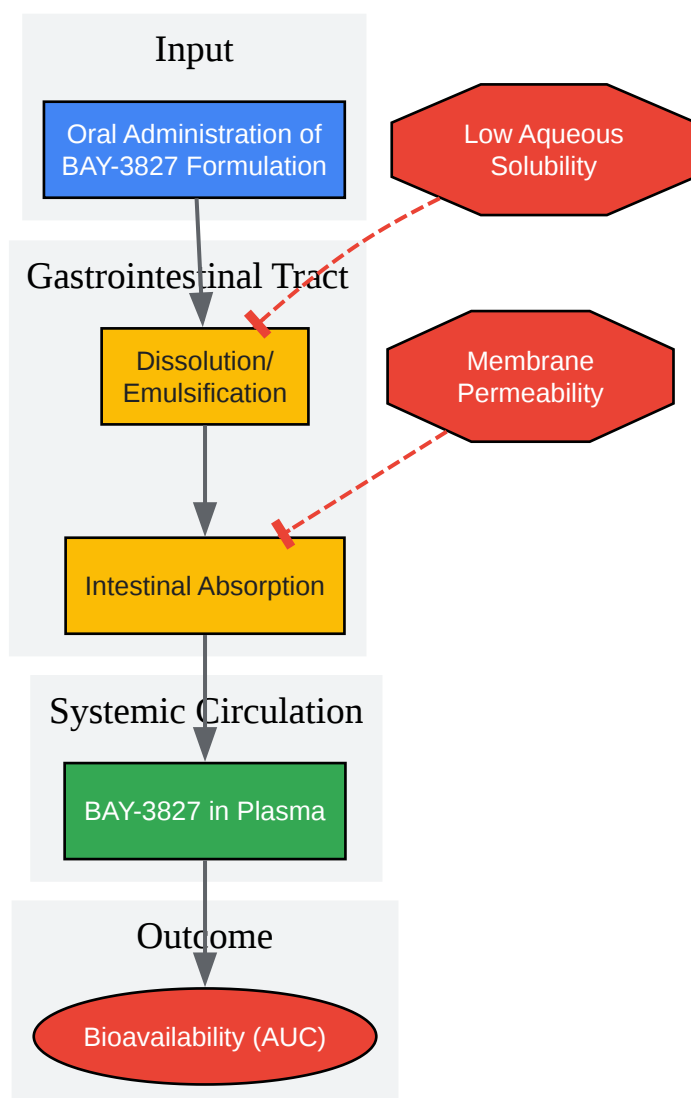 Input
Oral Administration of
BAY-3827 Formulation
Low Aqueous
Solubility
Gastrointestinal Tract
Dissolution/
Emulsification
Membrane
Permeability
Intestinal Absorption
Systemic Circulation
BAY-3827 in Plasma
Outcome
Bioavailability (AUC)